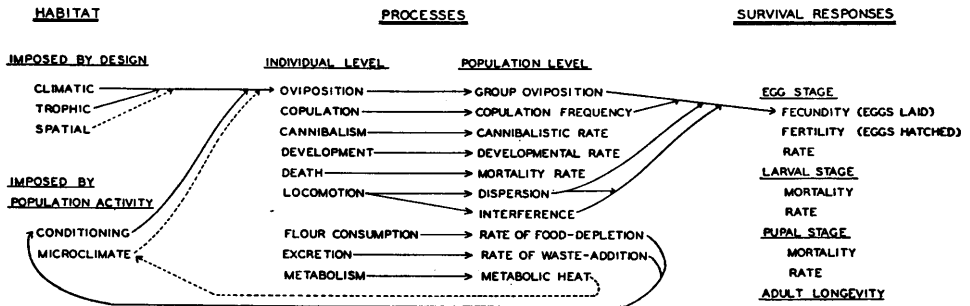 HABITAT
PROCESSES
SURVIVAL RESPONSES
IMPOSED BY DESIGN
CLIMATIC
TROPHIC
SPATIAL
IMPOSED BY
POPULATION ACTIVITY
CONDITIONING
MICROCLIMATE
INDIVIDUAL LEVEL
OVIPOSITION
COPULATION
CANNIBALISM
DEVELOPMENT
DEATH
LOCOMOTION
FLOUR CONSUMPTION
EXCRETION
METABOLISM
POPULATION LEVEL
GROUP OVIPOSITION
COPULATION FREQUENCY
CANNIBALISTIC RATE
DEVELOPMENTAL RATE
MORTALITY RATE
DISPERSION
INTERFERENCE
RATE OF FOOD-DEPLETION
RATE OF WASTE-ADDITION
METABOLIC HEAT
EGG STAGE
FECUNDITY (EGGS LAID)
FERTILITY (EGGS HATCHED)
RATE
LARVAL STAGE
MORTALITY
RATE
PUPAL STAGE
MORTALITY
RATE
ADULT LONGEVITY